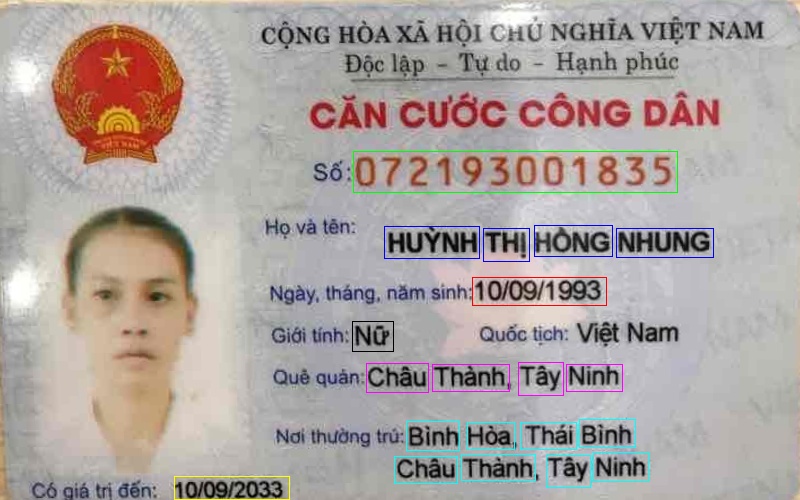 CỘNG HÒA XÃ HỘI CHỦ NGHĨA VIỆT NAM
Độc lập - Tự do - Hạnh phúc
CĂN CƯỚC CÔNG DÂN
Số: 072193001835
Họ và tên: HUỲNH THỊ HỒNG NHUNG
Ngày, tháng, năm sinh: 10/09/1993
Giới tính: Nữ Quốc tịch: Việt Nam
Quê quán: Châu Thành, Tây Ninh
Nơi thường trú: Bình Hòa, Thái Bình
Châu Thành, Tây Ninh
Có giá trị đến: 10/09/2033